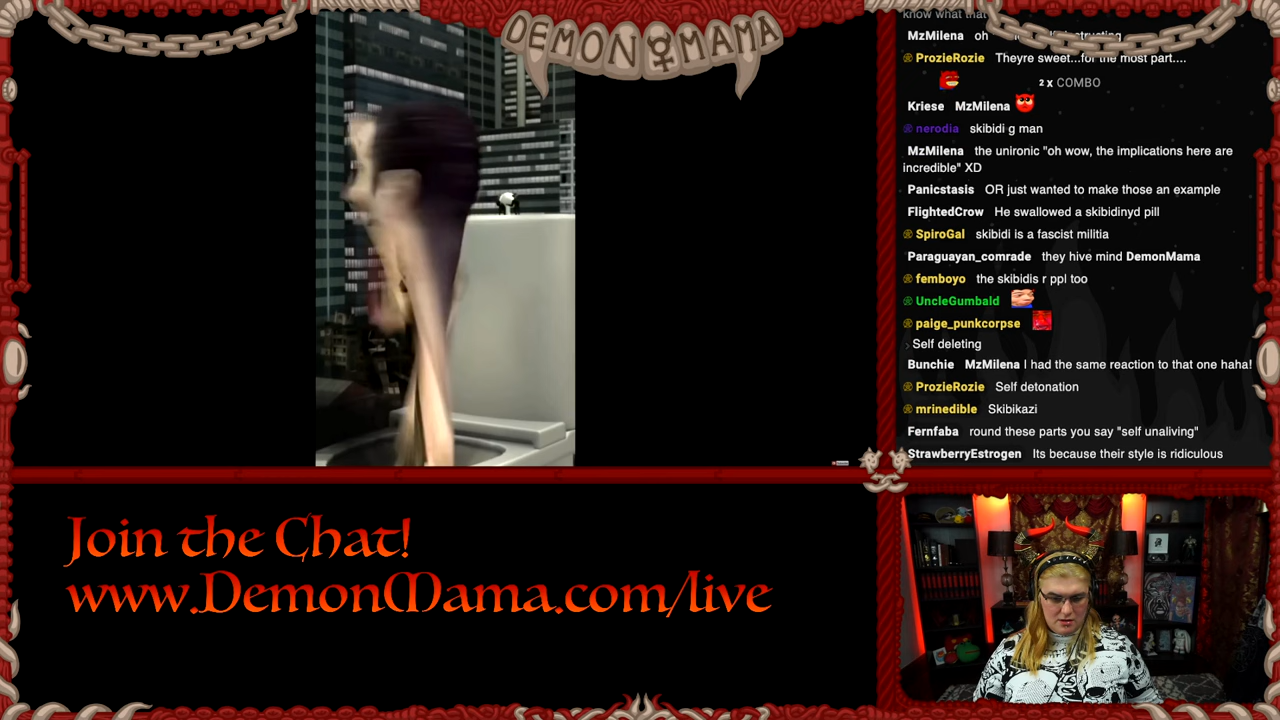 DEMON MAMA
know what that
MzMilena oh
ProzieRozie Theyre sweet...for the most part....
2 x COMBO
Kriese MzMilena
nerodia skibidi g man
MzMilena the unironic "oh wow, the implications here are
incredible" XD
Panicstasis OR just wanted to make those an example
FlightedCrow He swallowed a skibidinyd pill
SpiroGal skibidi is a fascist militia
Paraguayan_comrade they hive mind DemonMama
femboyo the skibidis r ppl too
UncleGumbald
paige_punkcorpse
Self deleting
Bunchie MzMilena I had the same reaction to that one haha!
ProzieRozie Self detonation
mrinedible Skibikazi
Fernfaba round these parts you say "self unaliving"
StrawberryEstrogen Its because their style is ridiculous
Join the Chat!
www.DemonMama.com/live